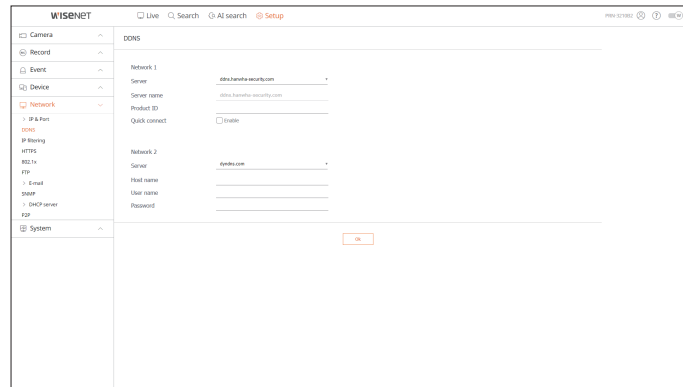 WISENET
Live Search AI search Setup
Camera
Record
Event
Device
Network
> IP & Port
DDNS
IP filtering
HTTPS
802.1x
FTP
> E-mail
SNMP
> DHCP server
P2P
System
DDNS
Network 1
Server ddns.hanwha-security.com
Server name ddns.hanwha-security.com
Product ID
Quick connect Enable
Network 2
Server dyndns.com
Host name
User name
Password
OK